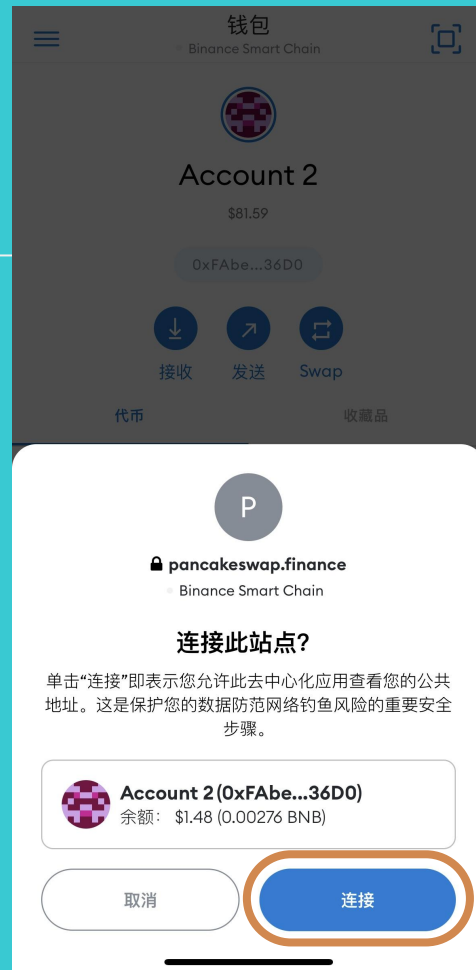 钱包
Binance Smart Chain
Account 2
$81.59
0xFAbe...36D0
接收
发送
Swap
代币
收藏品
P
pancakeswap.finance
Binance Smart Chain
连接此站点?
单击“连接”即表示您允许此去中心化应用查看您的公共
地址。这是保护您的数据防范网络钓鱼风险的重要安全
步骤。
Account 2 (0xFAbe...36D0)
余额: $1.48 (0.00276 BNB)
取消
连接